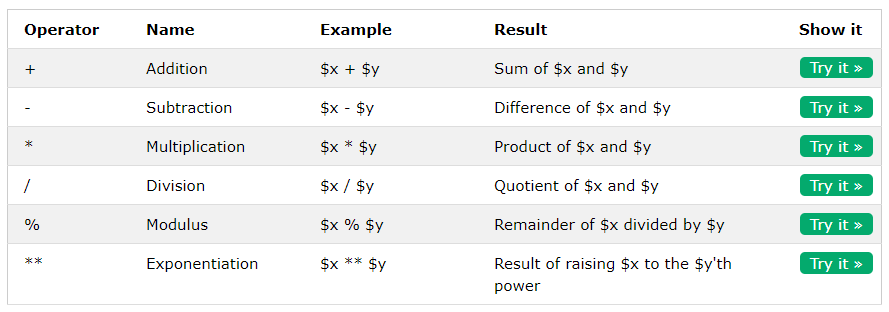 Operator Name Example Result Show it
+ Addition $x + $y Sum of $x and $y Try it »
- Subtraction $x - $y Difference of $x and $y Try it »
* Multiplication $x * $y Product of $x and $y Try it »
/ Division $x / $y Quotient of $x and $y Try it »
% Modulus $x % $y Remainder of $x divided by $y Try it »
** Exponentiation $x ** $y Result of raising $x to the $y'th Try it »
power